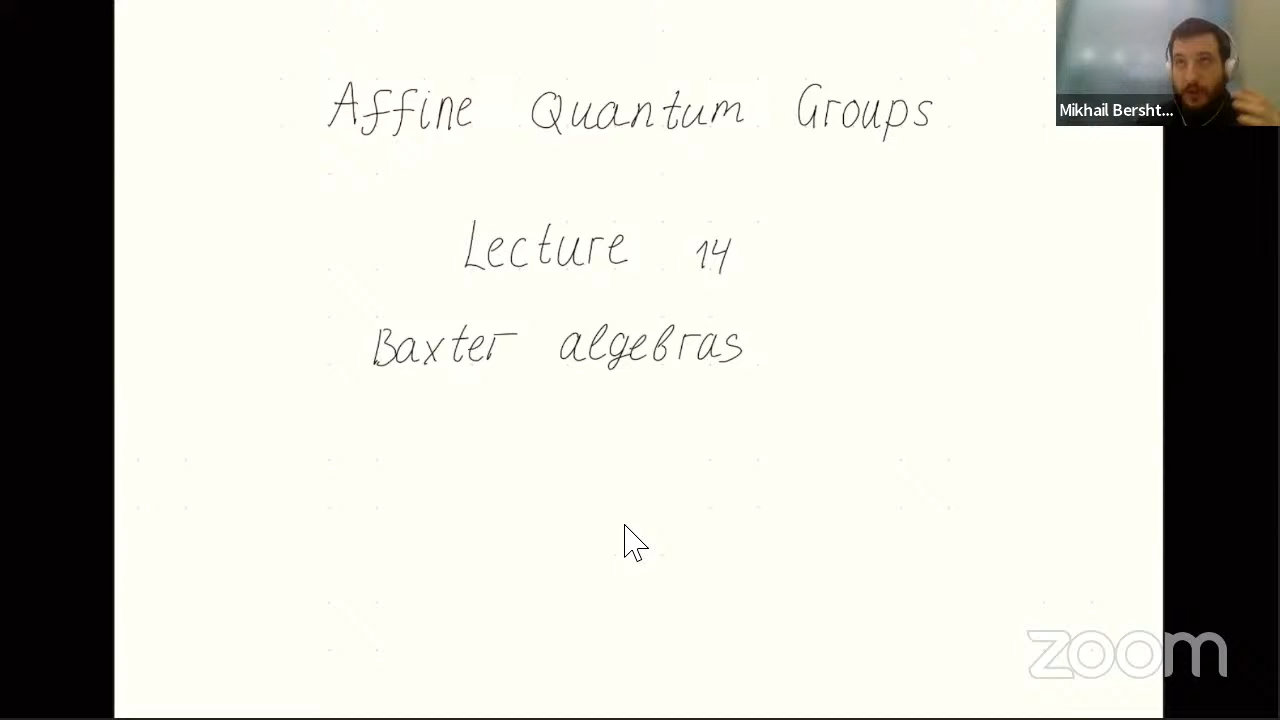 Affine Quantum Groups
Mikhail Bersht...
Lecture 14
Baxter algebras
zoom